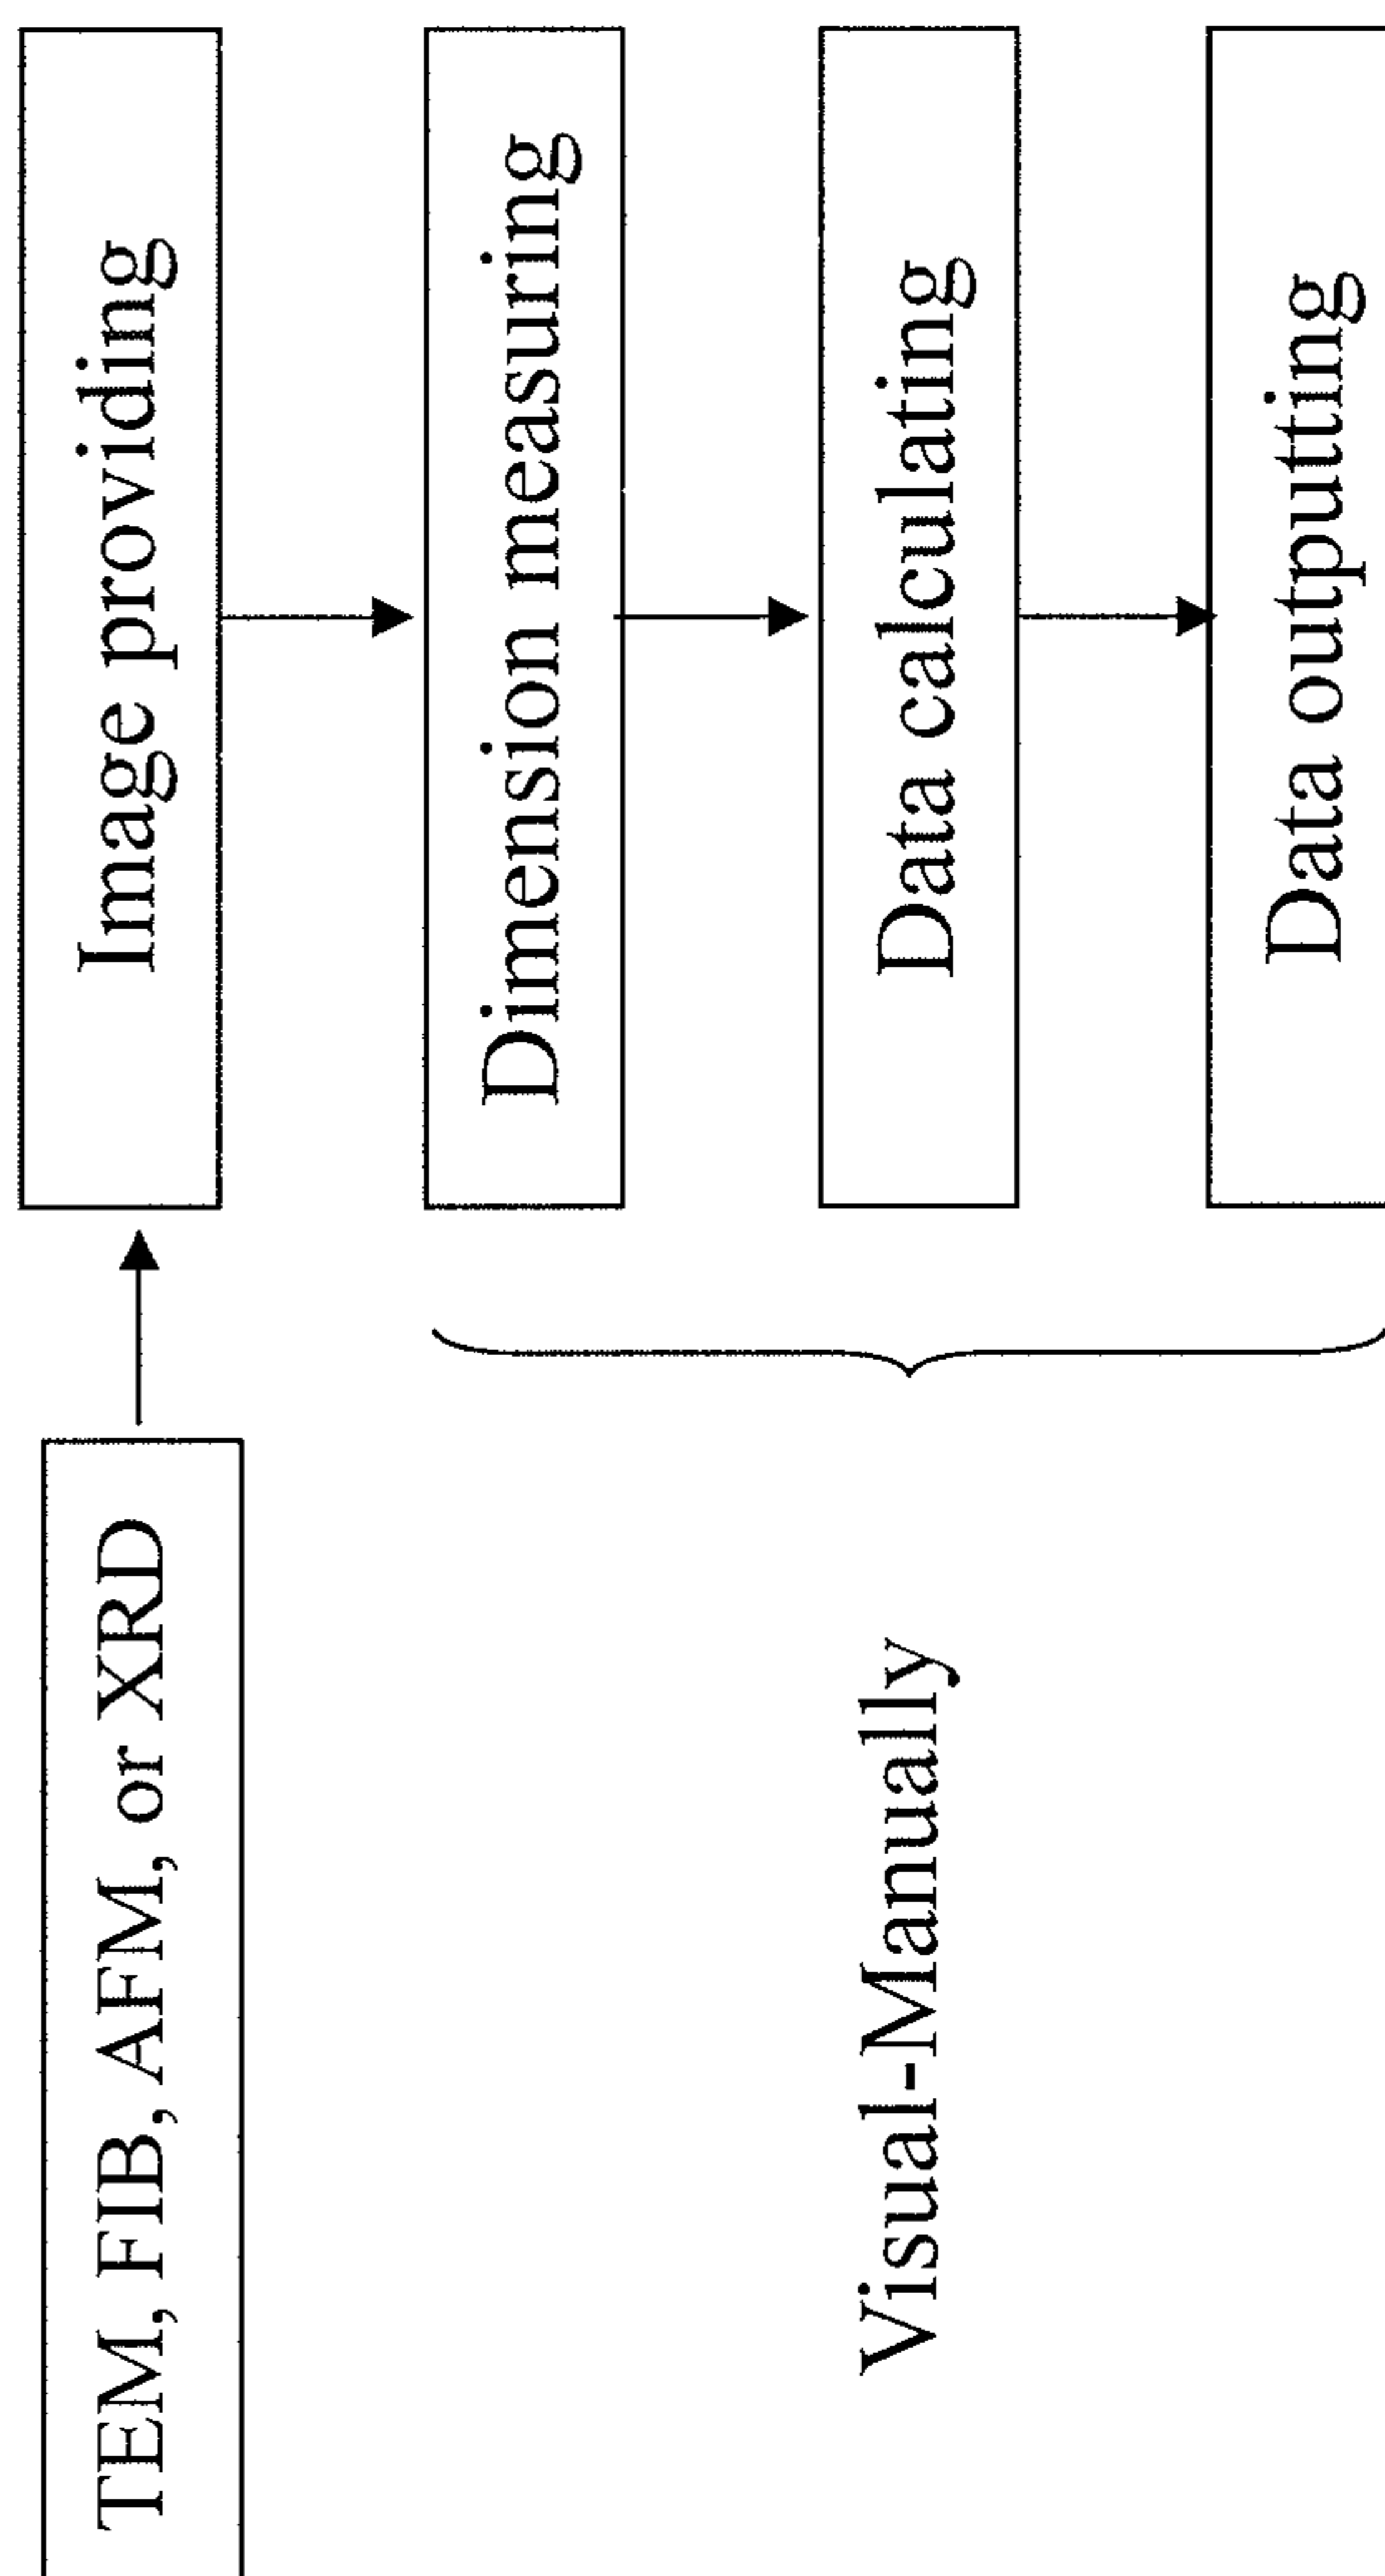 TEM, FIB, AFM, or XRD
Image providing
Dimension measuring
Visual-Manually
Data calculating
Data outputting